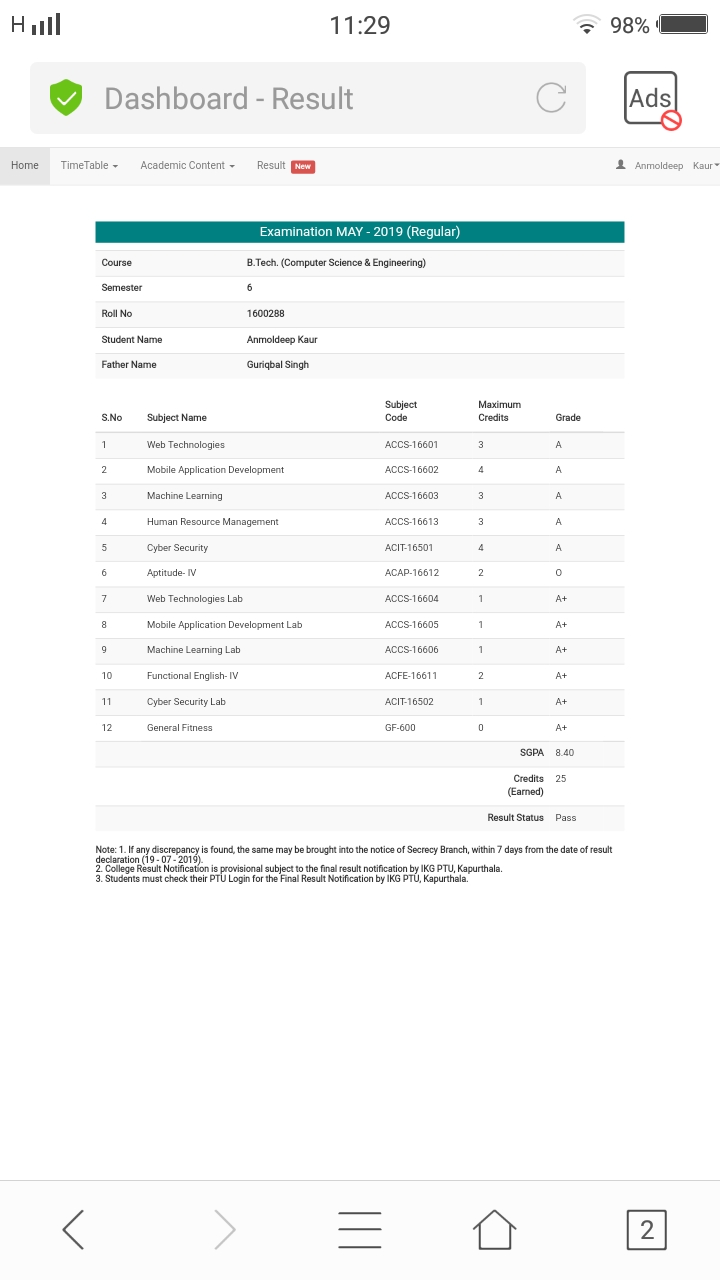 H 11:29 98%
Dashboard - Result Ads
Home TimeTable Academic Content Result New Anmoldeep Kaur
Examination MAY - 2019 (Regular)
Course B.Tech. (Computer Science & Engineering)
Semester 6
Roll No 1600288
Student Name Anmoldeep Kaur
Father Name Guriqbal Singh
S.No Subject Name Subject Code Maximum Credits Grade
1 Web Technologies ACCS-16601 3 A
2 Mobile Application Development ACCS-16602 4 A
3 Machine Learning ACCS-16603 3 A
4 Human Resource Management ACCS-16613 3 A
5 Cyber Security ACIT-16501 4 A
6 Aptitude- IV ACAP-16612 2 O
7 Web Technologies Lab ACCS-16604 1 A+
8 Mobile Application Development Lab ACCS-16605 1 A+
9 Machine Learning Lab ACCS-16606 1 A+
10 Functional English- IV ACFE-16611 2 A+
11 Cyber Security Lab ACIT-16502 1 A+
12 General Fitness GF-600 0 A+
SGPA 8.40
Credits (Earned) 25
Result Status Pass
Note: 1. If any discrepancy is found, the same may be brought into the notice of Secrecy Branch, within 7 days from the date of result
declaration (19 - 07 - 2019).
2. College Result Notification is provisional subject to the final result notification by IKG PTU, Kapurthala.
3. Students must check their PTU Login for the Final Result Notification by IKG PTU, Kapurthala.
2